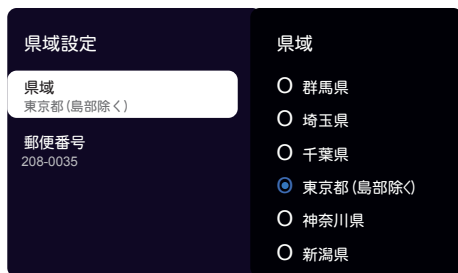 県域設定
県域
東京都(島部除く)
郵便番号
208-0035
県域
群馬県
埼玉県
千葉県
東京都(島部除く)
神奈川県
新潟県